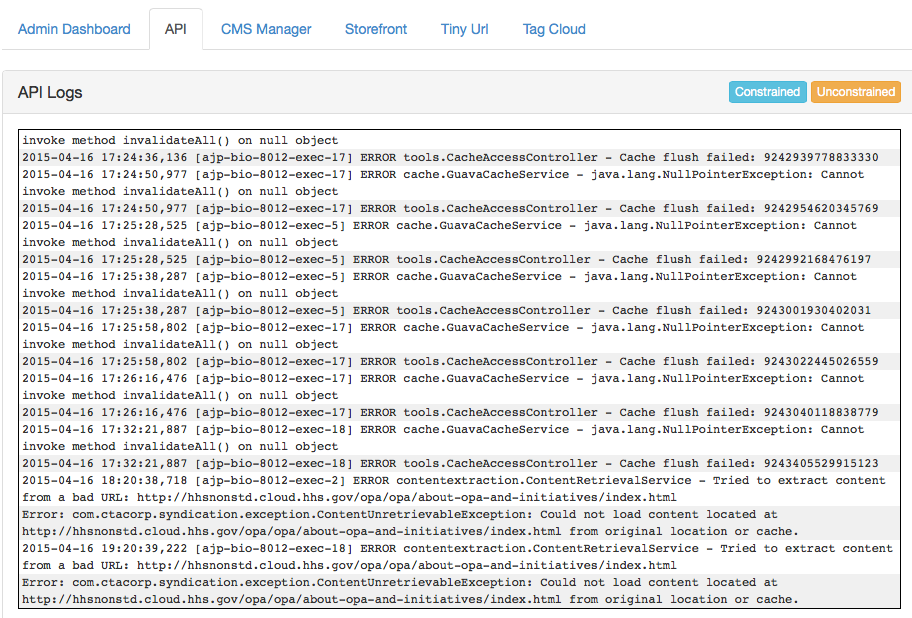 Admin Dashboard API CMS Manager Storefront Tiny Url Tag Cloud
API Logs Constrained Unconstrained
invoke method invalidateAll() on null object
2015-04-16 17:24:36,136 [ajp-bio-8012-exec-17] ERROR tools.CacheAccessController - Cache flush failed: 9242939778833330
2015-04-16 17:24:50,977 [ajp-bio-8012-exec-17] ERROR cache.GuavaCacheService - java.lang.NullPointerException: Cannot
invoke method invalidateAll() on null object
2015-04-16 17:24:50,977 [ajp-bio-8012-exec-17] ERROR tools.CacheAccessController - Cache flush failed: 9242954620345769
2015-04-16 17:25:28,525 [ajp-bio-8012-exec-5] ERROR cache.GuavaCacheService - java.lang.NullPointerException: Cannot
invoke method invalidateAll() on null object
2015-04-16 17:25:28,525 [ajp-bio-8012-exec-5] ERROR tools.CacheAccessController - Cache flush failed: 9242992168476197
2015-04-16 17:25:38,287 [ajp-bio-8012-exec-5] ERROR cache.GuavaCacheService - java.lang.NullPointerException: Cannot
invoke method invalidateAll() on null object
2015-04-16 17:25:38,287 [ajp-bio-8012-exec-5] ERROR tools.CacheAccessController - Cache flush failed: 9243001930402031
2015-04-16 17:25:58,802 [ajp-bio-8012-exec-17] ERROR cache.GuavaCacheService - java.lang.NullPointerException: Cannot
invoke method invalidateAll() on null object
2015-04-16 17:25:58,802 [ajp-bio-8012-exec-17] ERROR tools.CacheAccessController - Cache flush failed: 9243022445026559
2015-04-16 17:26:16,476 [ajp-bio-8012-exec-17] ERROR cache.GuavaCacheService - java.lang.NullPointerException: Cannot
invoke method invalidateAll() on null object
2015-04-16 17:26:16,476 [ajp-bio-8012-exec-17] ERROR tools.CacheAccessController - Cache flush failed: 9243040118838779
2015-04-16 17:32:21,887 [ajp-bio-8012-exec-18] ERROR cache.GuavaCacheService - java.lang.NullPointerException: Cannot
invoke method invalidateAll() on null object
2015-04-16 17:32:21,887 [ajp-bio-8012-exec-18] ERROR tools.CacheAccessController - Cache flush failed: 9243405529915123
2015-04-16 18:20:38,718 [ajp-bio-8012-exec-2] ERROR contentextraction.ContentRetrievalService - Tried to extract content
from a bad URL: http://hhsnonstd.cloud.hhs.gov/opa/opa/about-opa-and-initiatives/index.html
Error: com.ctacorp.syndication.exception.ContentUnretrievableException: Could not load content located at
http://hhsnonstd.cloud.hhs.gov/opa/opa/about-opa-and-initiatives/index.html from original location or cache.
2015-04-16 19:20:39,222 [ajp-bio-8012-exec-18] ERROR contentextraction.ContentRetrievalService - Tried to extract content
from a bad URL: http://hhsnonstd.cloud.hhs.gov/opa/opa/about-opa-and-initiatives/index.html
Error: com.ctacorp.syndication.exception.ContentUnretrievableException: Could not load content located at
http://hhsnonstd.cloud.hhs.gov/opa/opa/about-opa-and-initiatives/index.html from original location or cache.